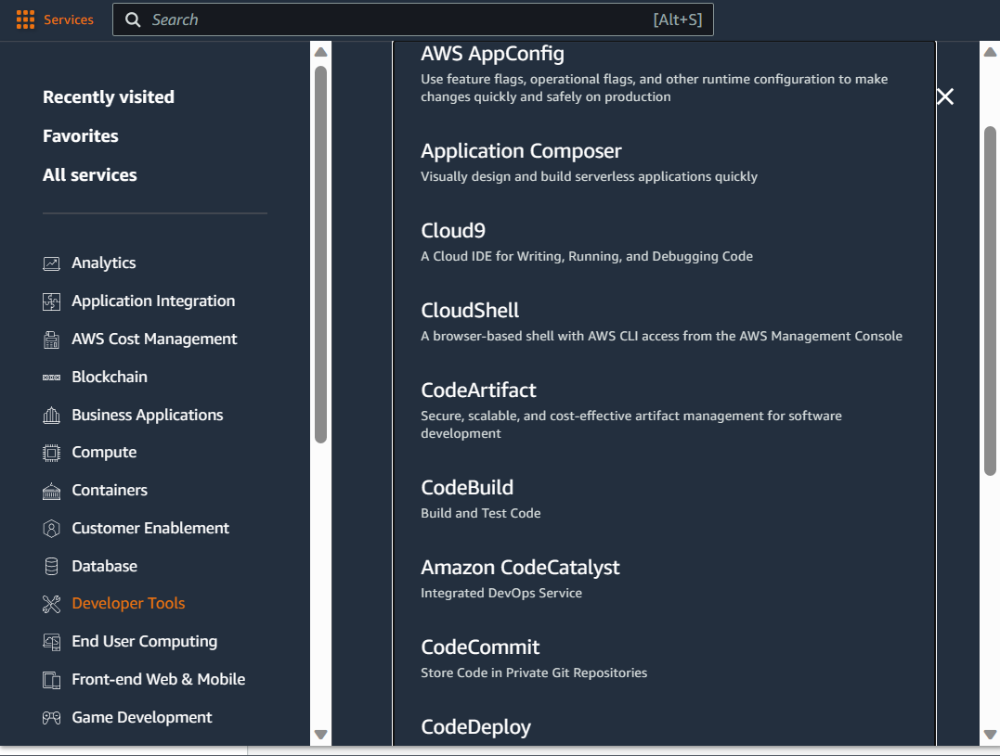 Services
Search
[Alt+S]
Recently visited
Favorites
All services
Analytics
Application Integration
AWS Cost Management
Blockchain
Business Applications
Compute
Containers
Customer Enablement
Database
Developer Tools
End User Computing
Front-end Web & Mobile
Game Development
AWS AppConfig
Use feature flags, operational flags, and other runtime configuration to make
changes quickly and safely on production
Application Composer
Visually design and build serverless applications quickly
Cloud9
A Cloud IDE for Writing, Running, and Debugging Code
CloudShell
A browser-based shell with AWS CLI access from the AWS Management Console
CodeArtifact
Secure, scalable, and cost-effective artifact management for software
development
CodeBuild
Build and Test Code
Amazon CodeCatalyst
Integrated DevOps Service
CodeCommit
Store Code in Private Git Repositories
CodeDeploy